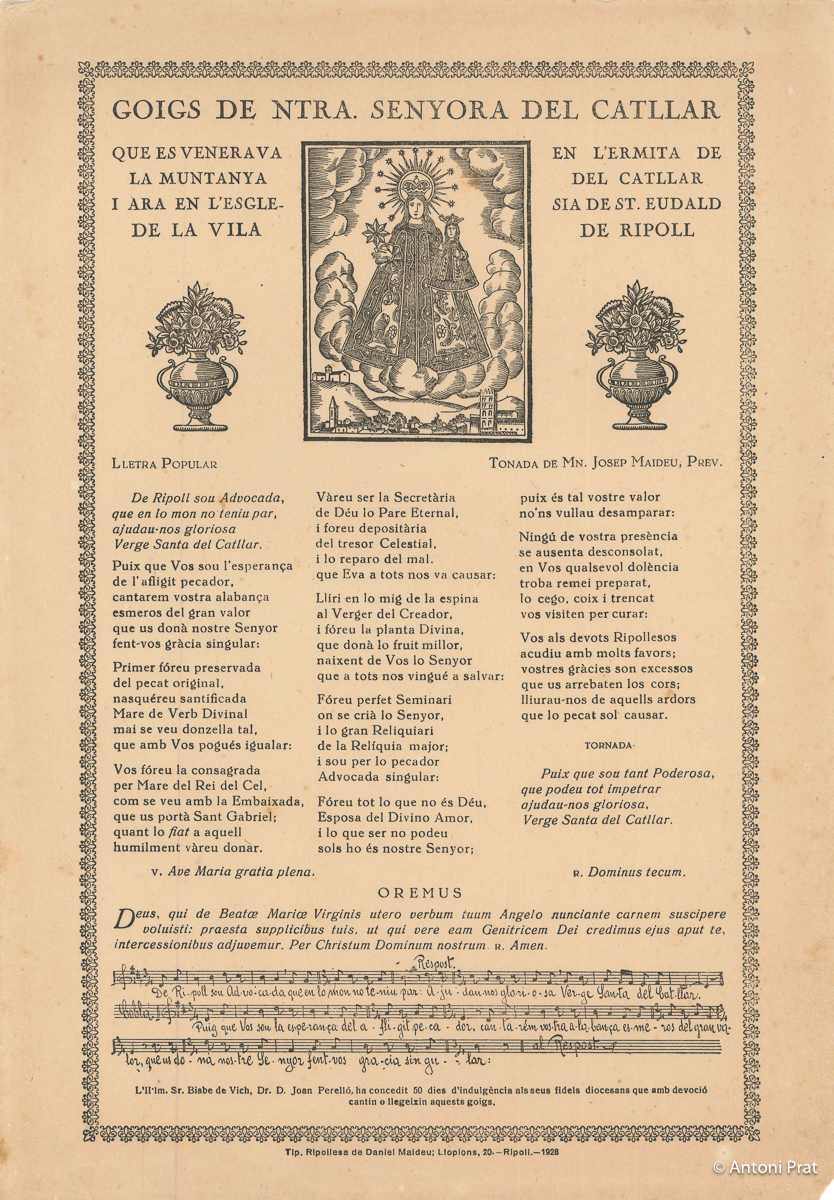 GOIGS DE NTRA. SENYORA DEL CATLLAR
QUE ES VENERAVA
LA MUNTANYA
I ARA EN L'ESGLE-
DE LA VILA
EN L'ERMITA DE
DEL CATLLAR
SIA DE ST. EUDALD
DE RIPOLL
LLETRA POPULAR
TONADA DE MN. JOSEP MAIDEU, PREV.
De Ripoll sou Advocada,
que en lo mon no teniu par,
ajudau-nos gloriosa
Verge Santa del Catllar.
Puix que Vos sou l'esperança
de l'afligit pecador,
cantarem vostra alabança
esmeros del gran valor
que us donà nostre Senyor
fent-vos gràcia singular:
Primer fóreu preservada
del pecat original,
nasquéreu santificada
Mare de Verb Divinal
mai se veu donzella tal,
que amb Vos pogués igualar:
Vos fóreu la consagrada
per Mare del Rei del Cel,
com se veu amb la Embaixada,
que us portà Sant Gabriel;
quant lo fiat a aquell
humilment vàreu donar.
Vàreu ser la Secretària
de Déu lo Pare Eternal,
i foreu depositària
del tresor Celestial,
i lo reparo del mal,
que Eva a tots nos va causar:
Lliri en lo mig de la espina
al Verger del Creador,
i fóreu la planta Divina,
que donà lo fruit millor,
naixent de Vos lo Senyor
que a tots nos vingué a salvar:
Fóreu perfet Seminari
on se crià lo Senyor,
i lo gran Reliquiari
de la Relíquia major;
i sou per lo pecador
Advocada singular:
Fóreu tot lo que no és Déu,
Esposa del Divino Amor,
i lo que ser no podeu
sols ho és nostre Senyor;
puix és tal vostre valor
no'ns vullau desamparar:
Ningú de vostra presència
se ausenta desconsolat,
en Vos qualsevol dolència
troba remei preparat,
lo cego, coix i trencat
vos visiten per curar:
Vos als devots Ripollesos
acudiu amb molts favors;
vostres gràcies son excessos
que us arrebaten los cors;
lliurau-nos de aquells ardors
que lo pecat sol causar.
TORNADA
Puix que sou tant Poderosa,
que podeu tot impetrar
ajudau-nos gloriosa,
Verge Santa del Catllar.
V. Ave Maria gratia plena.
R. Dominus tecum.
OREMUS
Deus, qui de Beatæ Mariæ Virginis utero verbum tuum Angelo nunciante carnem suscipere
voluisti: praesta supplicibus tuis, ut qui vere eam Genitricem Dei credimus ejus aput te,
intercessionibus adjuvemur. Per Christum Dominum nostrum. R. Amen.
Respost.
De Ri-poll sou Ad-vo-ca-da, que en lo mon no te-niu par: A-ju-dau nos glori-o-sa Ver-ge Santa del Cat-llar.
Cobla
Puig que Vos sou la es-pe-rança del a-fli-git pe-ca-dor, can-ta-rém vos-tra a-la-bança, es-me-ros del gran va-
lor, que us do-ná nos-tre Se-nyor fent-vos gra-cia sin-gu-lar:
al Respost
L'Il'lm. Sr. Bisbe de Vich, Dr. D. Joan Perelló, ha concedit 50 dies d'indulgència als seus fidels diocesans que amb devoció
cantin o llegeixin aquests goigs.
Tip. Ripollesa de Daniel Maideu; Llopions, 20.—Ripoll.—1928
© Antoni Prat